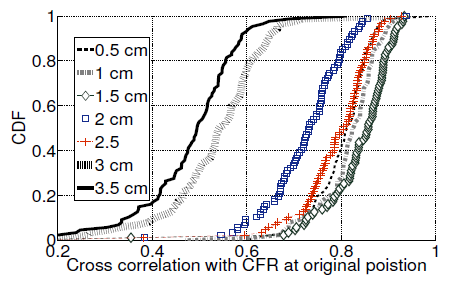 1
0.8
0.6
0.4
0.2
0
CDF
0.5 cm
1 cm
1.5 cm
2 cm
2.5
3 cm
3.5 cm
0.2 0.4 0.6 0.8 1
Cross correlation with CFR at original poistion